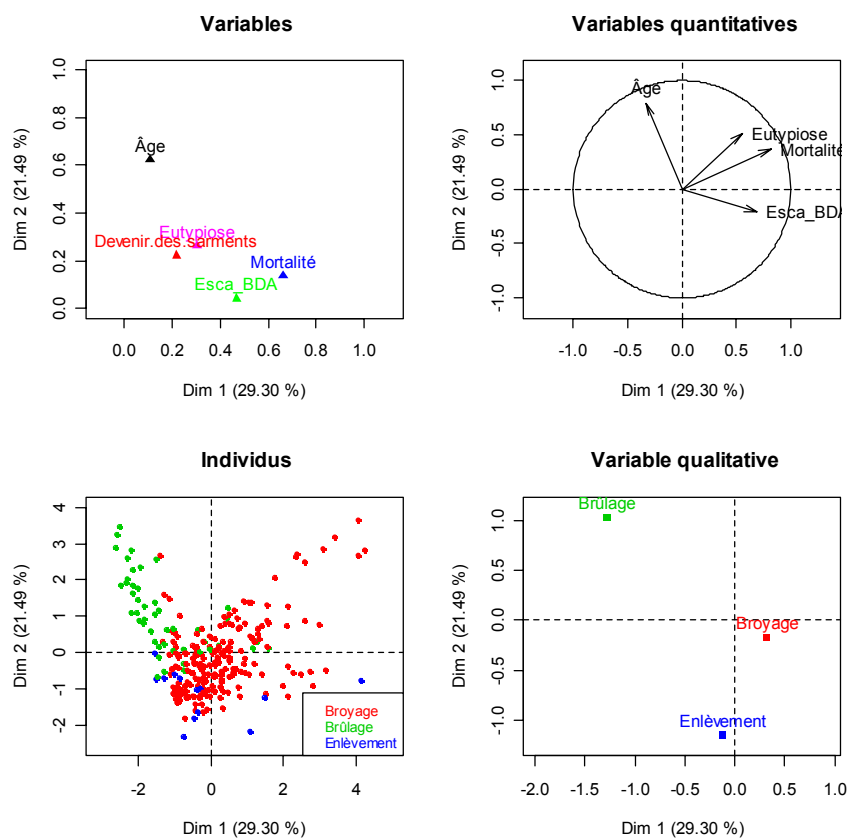 Variables
Dim 2 (21.49 %)
1.0
0.8
0.6
0.4
0.2
0.0
Âge
Eutypiose
Devenir.des.sarments
Mortalité
Esca_BDA
0.0 0.2 0.4 0.6 0.8 1.0
Dim 1 (29.30 %)
Variables quantitatives
Dim 2 (21.49 %)
1.0
0.5
0.0
-0.5
-1.0
Âge
Eutypiose
Mortalité
Esca_BDA
-1.0 -0.5 0.0 0.5 1.0
Dim 1 (29.30 %)
Individus
Dim 2 (21.49 %)
4
3
2
1
0
-1
-2
Broyage
Brûlage
Enlèvement
-2 0 2 4
Dim 1 (29.30 %)
Variable qualitative
Dim 2 (21.49 %)
1.0
0.5
0.0
-0.5
-1.0
Brûlage
Broyage
Enlèvement
-2.0 -1.5 -1.0 -0.5 0.0 0.5 1.0
Dim 1 (29.30 %)